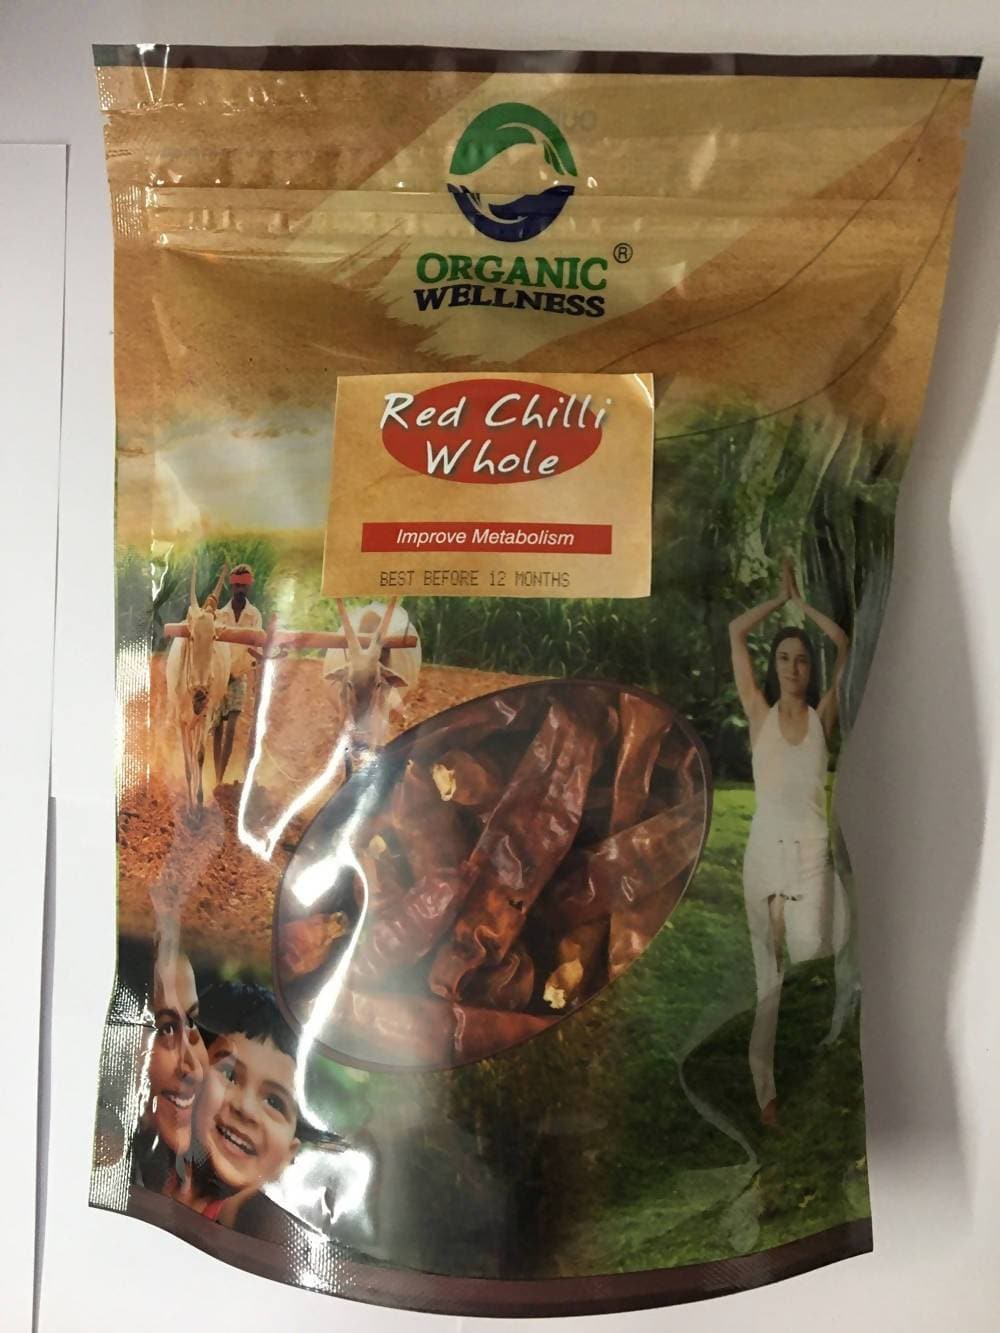 ORGANIC ®
WELLNESS
Red Chilli
Whole
Improve Metabolism
BEST BEFORE 12 MONTHS